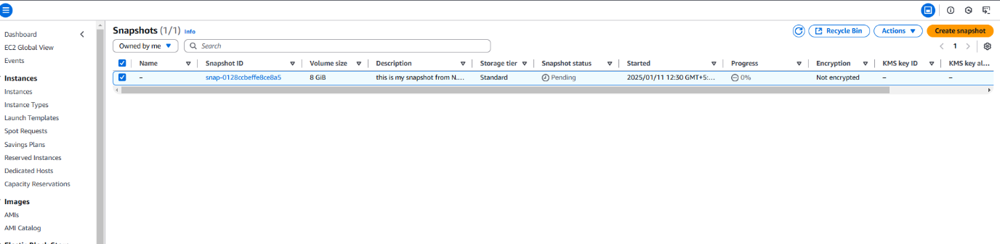 Snapshots (1/1) Info
Recycle Bin
Actions
Create snapshot
Owned by me
Search
1
Name Snapshot ID Volume size Description Storage tier Snapshot status Started Progress Encryption KMS key ID KMS key al...
– snap-0128ccbeffe8ce8a5 8 GiB this is my snapshot from N.... Standard Pending 2025/01/11 12:30 GMT+5:... 0% Not encrypted – –
Dashboard
EC2 Global View
Events
Instances
Instances
Instance Types
Launch Templates
Spot Requests
Savings Plans
Reserved Instances
Dedicated Hosts
Capacity Reservations
Images
AMIs
AMI Catalog